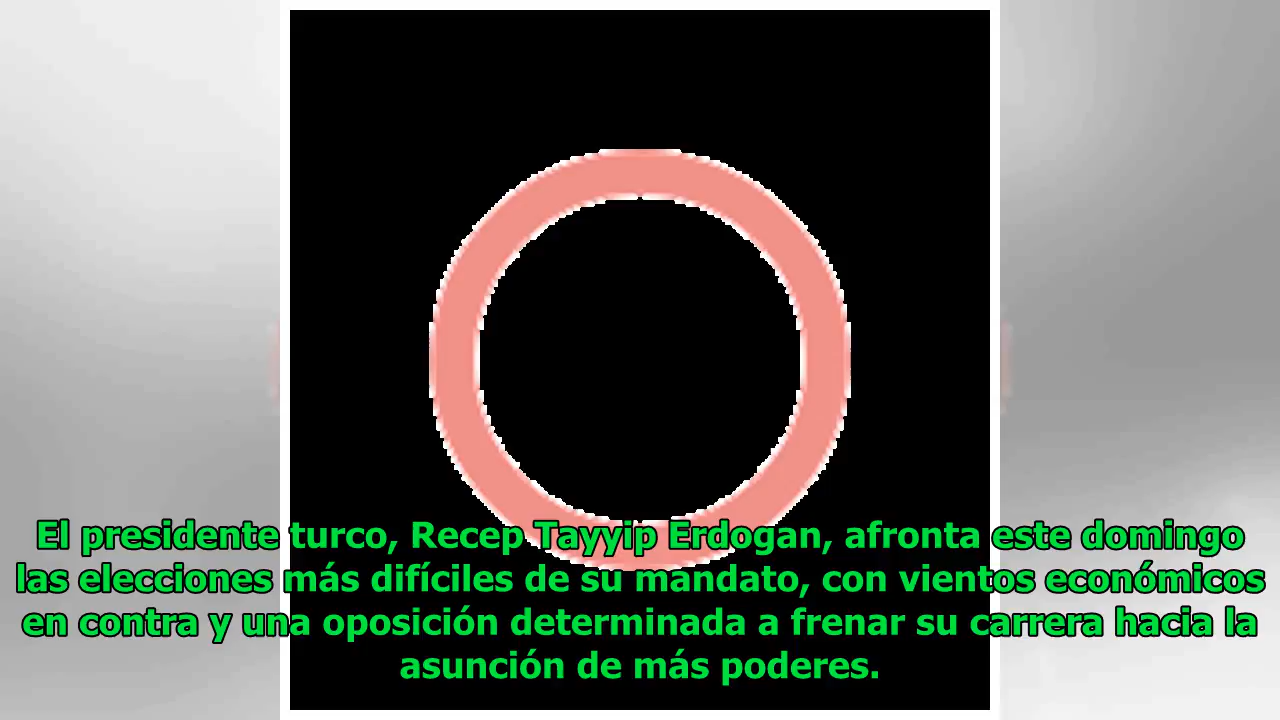 El presidente turco, Recep Tayyip Erdogan, afronta este domingo
las elecciones más difíciles de su mandato, con vientos económicos
en contra y una oposición determinada a frenar su carrera hacia la
asunción de más poderes.